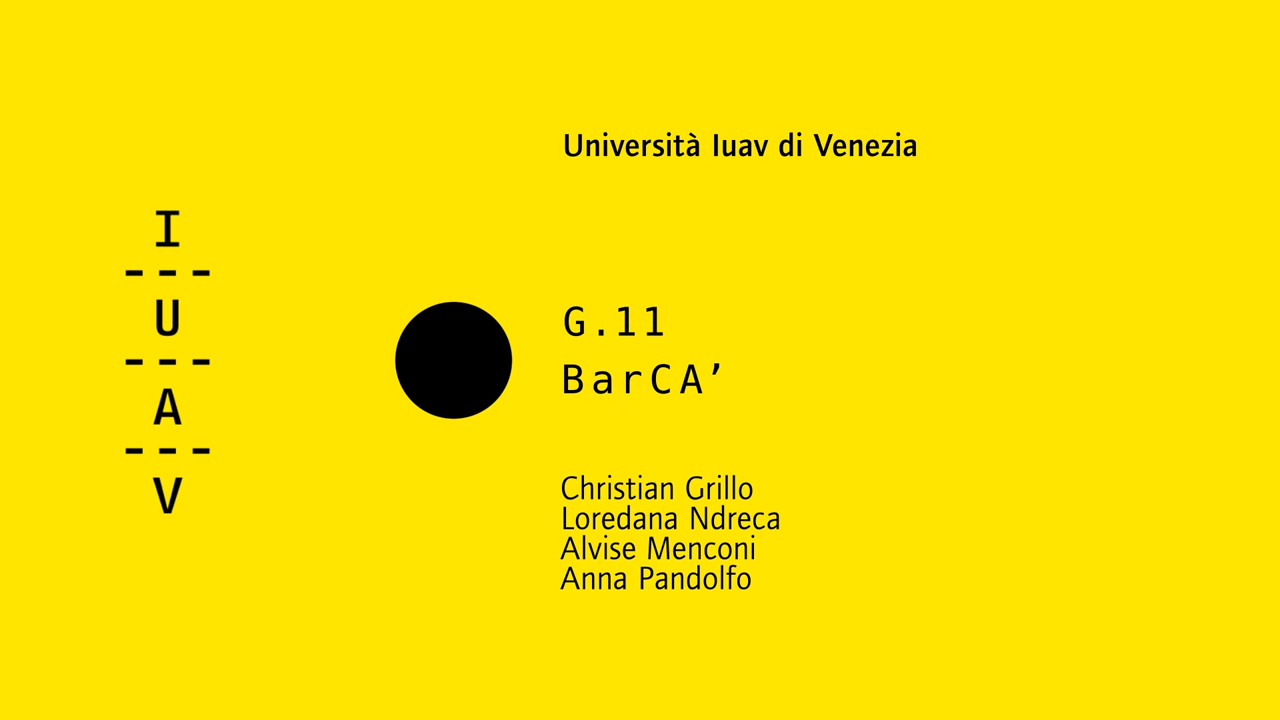 I
---
U
---
A
---
V
Università Iuav di Venezia
G.11
BarCA’
Christian Grillo
Loredana Ndreca
Alvise Menconi
Anna Pandolfo